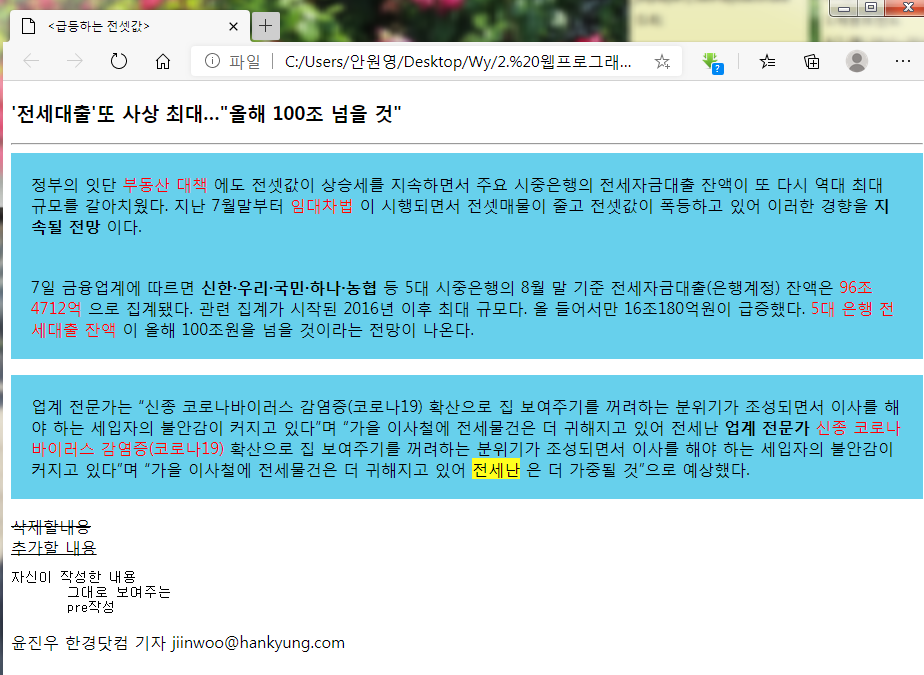 <급등하는 전셋값>
파일 C:/Users/안원영/Desktop/Wy/2.%20웹프로그래...
'전세대출'또 사상 최대..."올해 100조 넘을 것"
정부의 잇단 부동산 대책 에도 전셋값이 상승세를 지속하면서 주요 시중은행의 전세자금대출 잔액이 또 다시 역대 최대
규모를 갈아치웠다. 지난 7월말부터 임대차법 이 시행되면서 전셋매물이 줄고 전셋값이 폭등하고 있어 이러한 경향을 지
속될 전망 이다.
7일 금융업계에 따르면 신한·우리·국민·하나·농협 등 5대 시중은행의 8월 말 기준 전세자금대출(은행계정) 잔액은 96조
4712억 으로 집계됐다. 관련 집계가 시작된 2016년 이후 최대 규모다. 올 들어서만 16조180억원이 급증했다. 5대 은행 전
세대출 잔액 이 올해 100조원을 넘을 것이라는 전망이 나온다.
업계 전문가는 “신종 코로나바이러스 감염증(코로나19) 확산으로 집 보여주기를 꺼려하는 분위기가 조성되면서 이사를 해
야 하는 세입자의 불안감이 커지고 있다”며 “가을 이사철에 전세물건은 더 귀해지고 있어 전세난 업계 전문가 신종 코로나
바이러스 감염증(코로나19) 확산으로 집 보여주기를 꺼려하는 분위기가 조성되면서 이사를 해야 하는 세입자의 불안감이
커지고 있다”며 “가을 이사철에 전세물건은 더 귀해지고 있어 전세난 은 더 가중될 것”으로 예상했다.
삭제할내용
추가할 내용
자신이 작성한 내용
그대로 보여주는
pre작성
윤진우 한경닷컴 기자 jiinwoo@hankyung.com